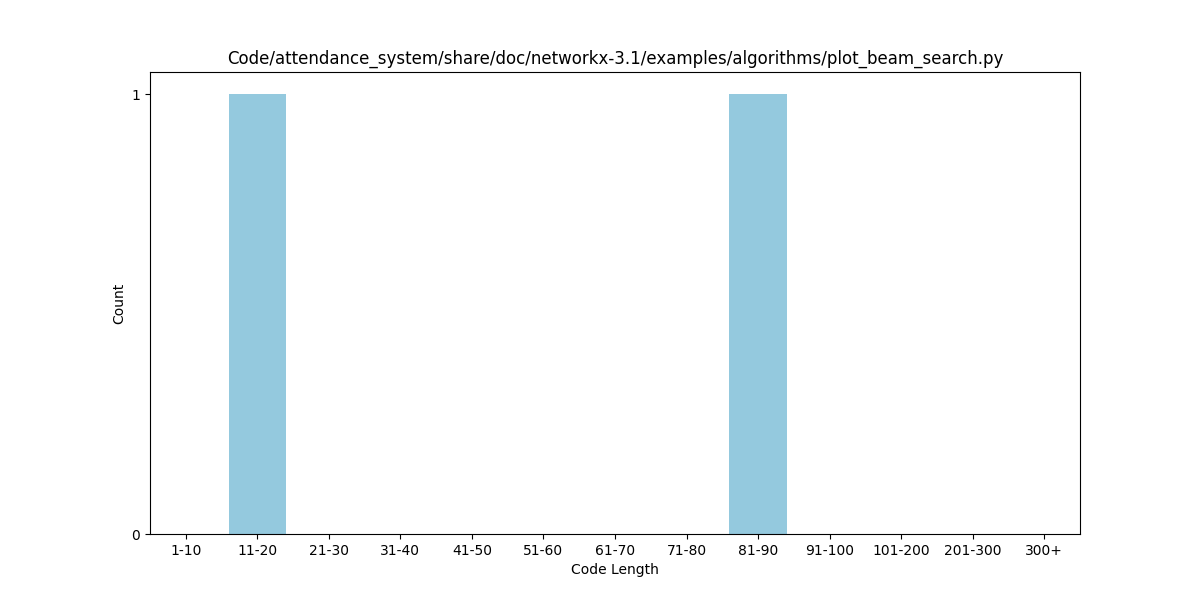 Code/attendance_system/share/doc/networkx-3.1/examples/algorithms/plot_beam_search.py
1
Count
0
1-10 11-20 21-30 31-40 41-50 51-60 61-70 71-80 81-90 91-100 101-200 201-300 300+
Code Length